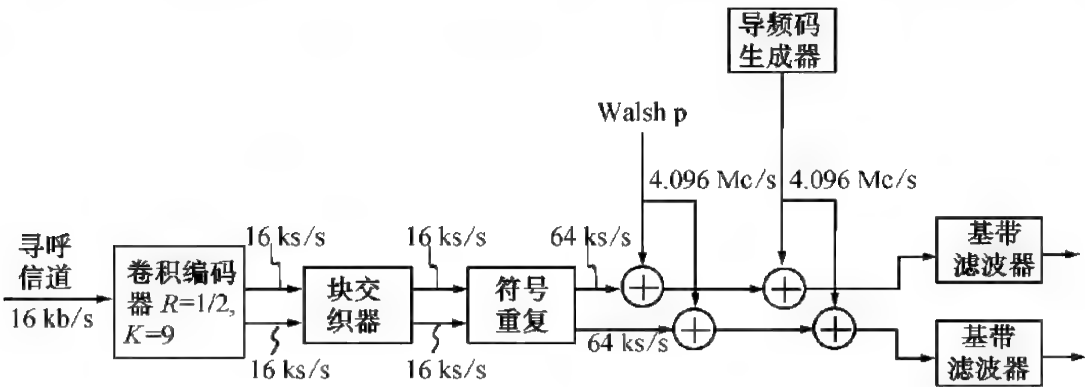 导频码
生成器
Walsh p
4.096 Mc/s
4.096 Mc/s
寻呼
信道
16 kb/s
卷积编码
器 R=1/2,
K=9
16 ks/s
16 ks/s
块交
织器
16 ks/s
16 ks/s
符号
重复
64 ks/s
64 ks/s
基带
滤波器
基带
滤波器